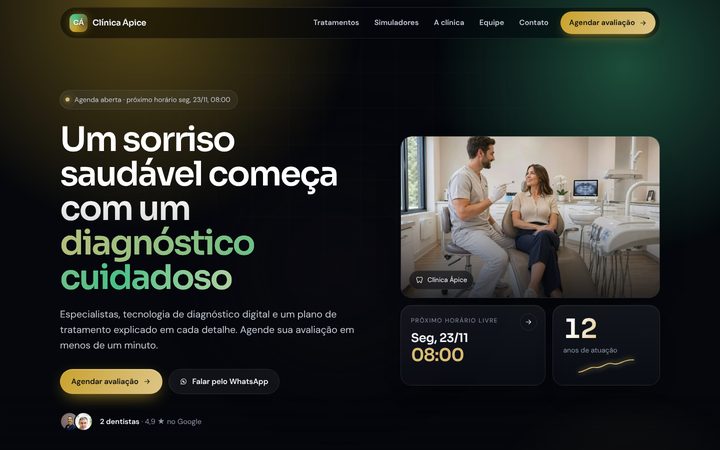 CÁ Clínica Ápice
Tratamentos Simuladores A clínica Equipe Contato Agendar avaliação →
Agenda aberta · próximo horário seg, 23/11, 08:00
Um sorriso
saudável começa
com um
diagnóstico
cuidadoso
Especialistas, tecnologia de diagnóstico digital e um plano de
tratamento explicado em cada detalhe. Agende sua avaliação em
menos de um minuto.
Agendar avaliação →
Falar pelo WhatsApp
2 dentistas · 4,9 ★ no Google
Clínica Ápice
PRÓXIMO HORÁRIO LIVRE →
Seg, 23/11
08:00
12
anos de atuação